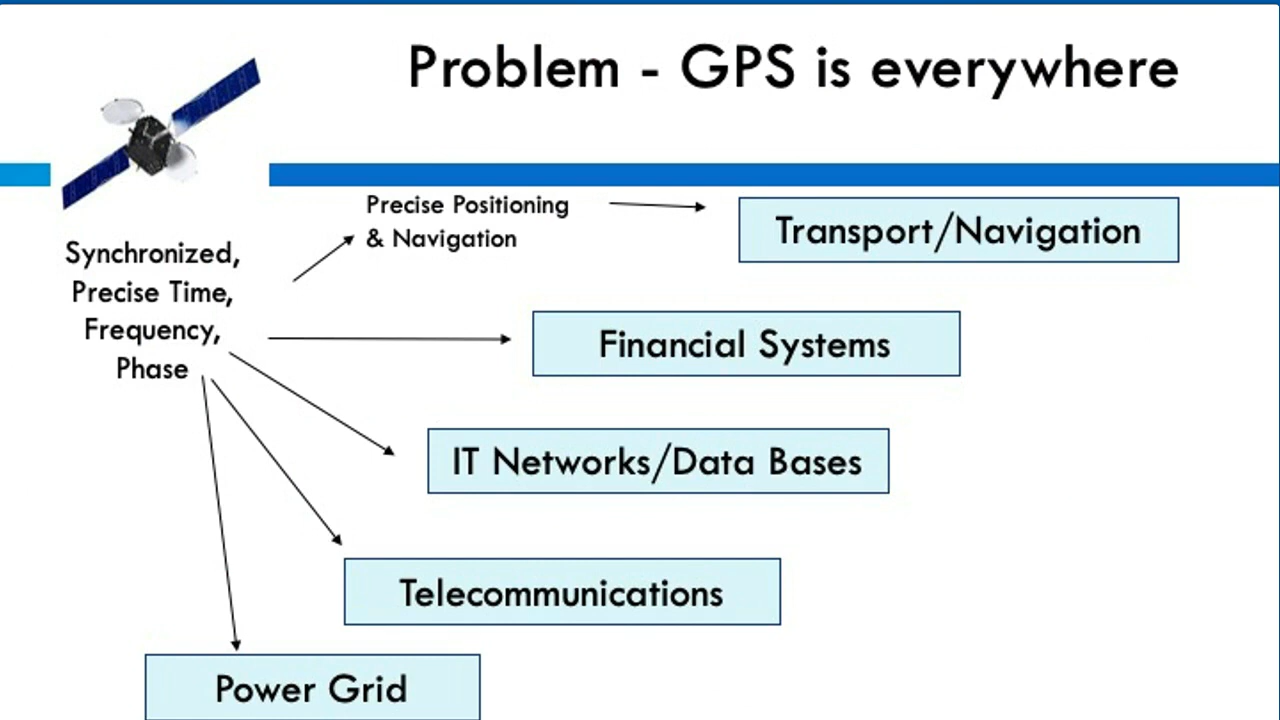 Problem - GPS is everywhere
Precise Positioning
& Navigation
Transport/Navigation
Synchronized,
Precise Time,
Frequency,
Phase
Financial Systems
IT Networks/Data Bases
Telecommunications
Power Grid